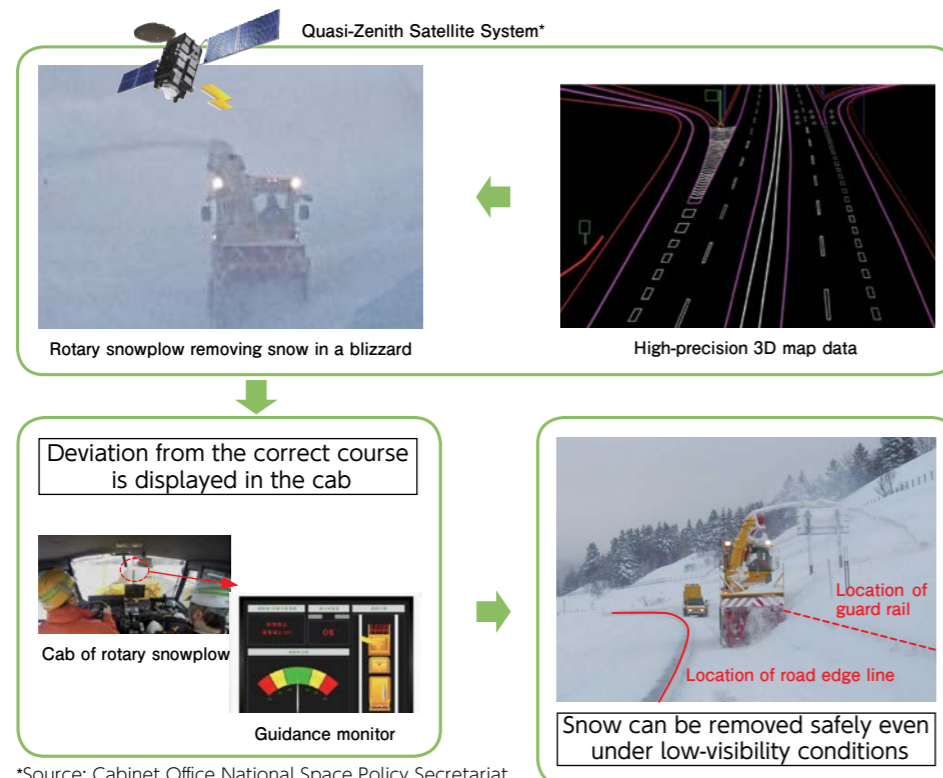 Quasi-Zenith Satellite System*
Rotary snowplow removing snow in a blizzard
High-precision 3D map data
Deviation from the correct course
is displayed in the cab
Cab of rotary snowplow
OK
Guidance monitor
Location of
guard rail
Location of road edge line
Snow can be removed safely even
under low-visibility conditions
*Source: Cabinet Office National Space Policy Secretariat